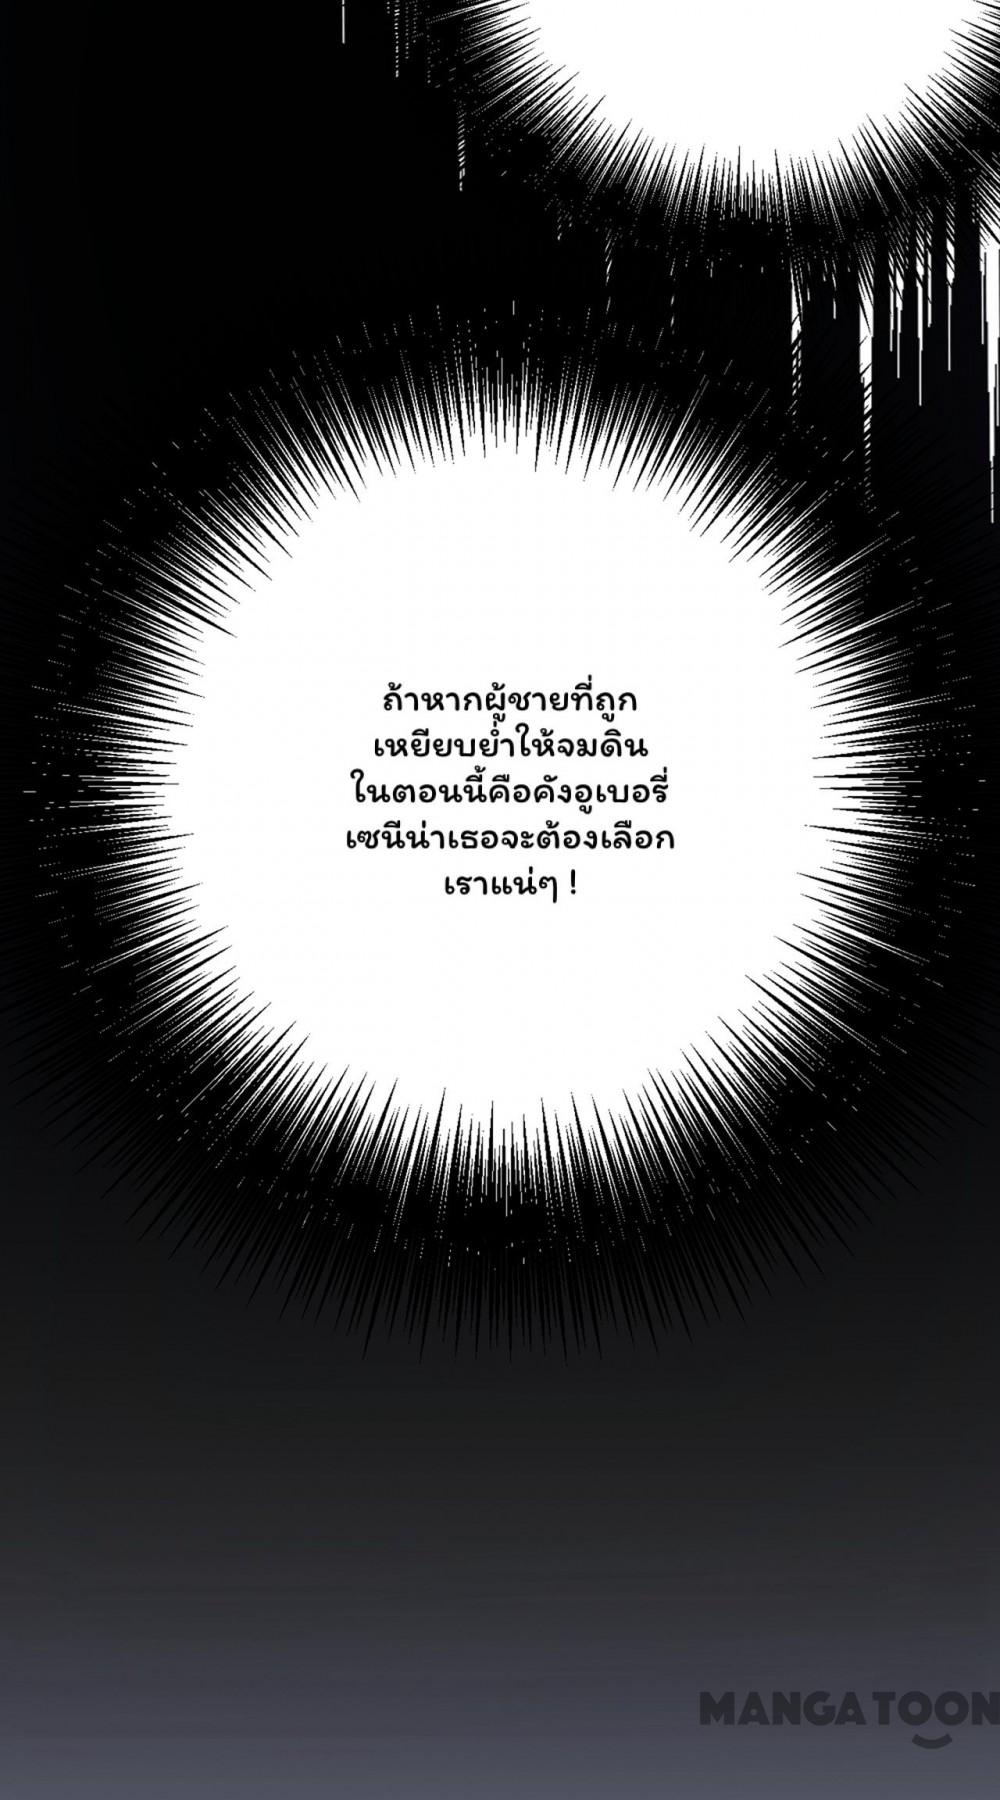 ถ้าหากผู้ชายที่ถูก
เหยียบย่ำให้จมดิน
ในตอนนี้คือคังอูเบอรี่
เซนีน่าเธอจะต้องเลือก
เราแน่ๆ !
MANGATOON